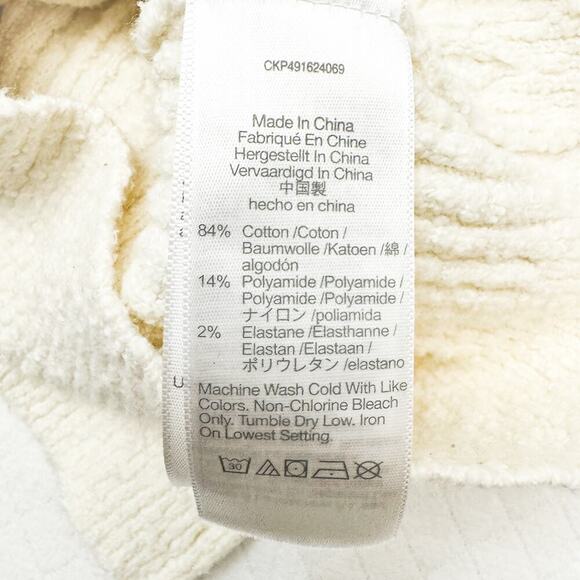 CKP491624069
Made In China
Fabriqué En Chine
Hergestellt In China
Vervaardigd In China
中国製
hecho en china
84% Cotton /Coton /
Baumwolle /Katoen /綿 /
algodón
14% Polyamide /Polyamide /
Polyamide /Polyamide /
ナイロン /poliamida
2% Elastane /Elasthanne /
Elastan /Elastaan /
ポリウレタン /elastano
Machine Wash Cold With Like
Colors. Non-Chlorine Bleach
Only. Tumble Dry Low. Iron
On Lowest Setting.
30